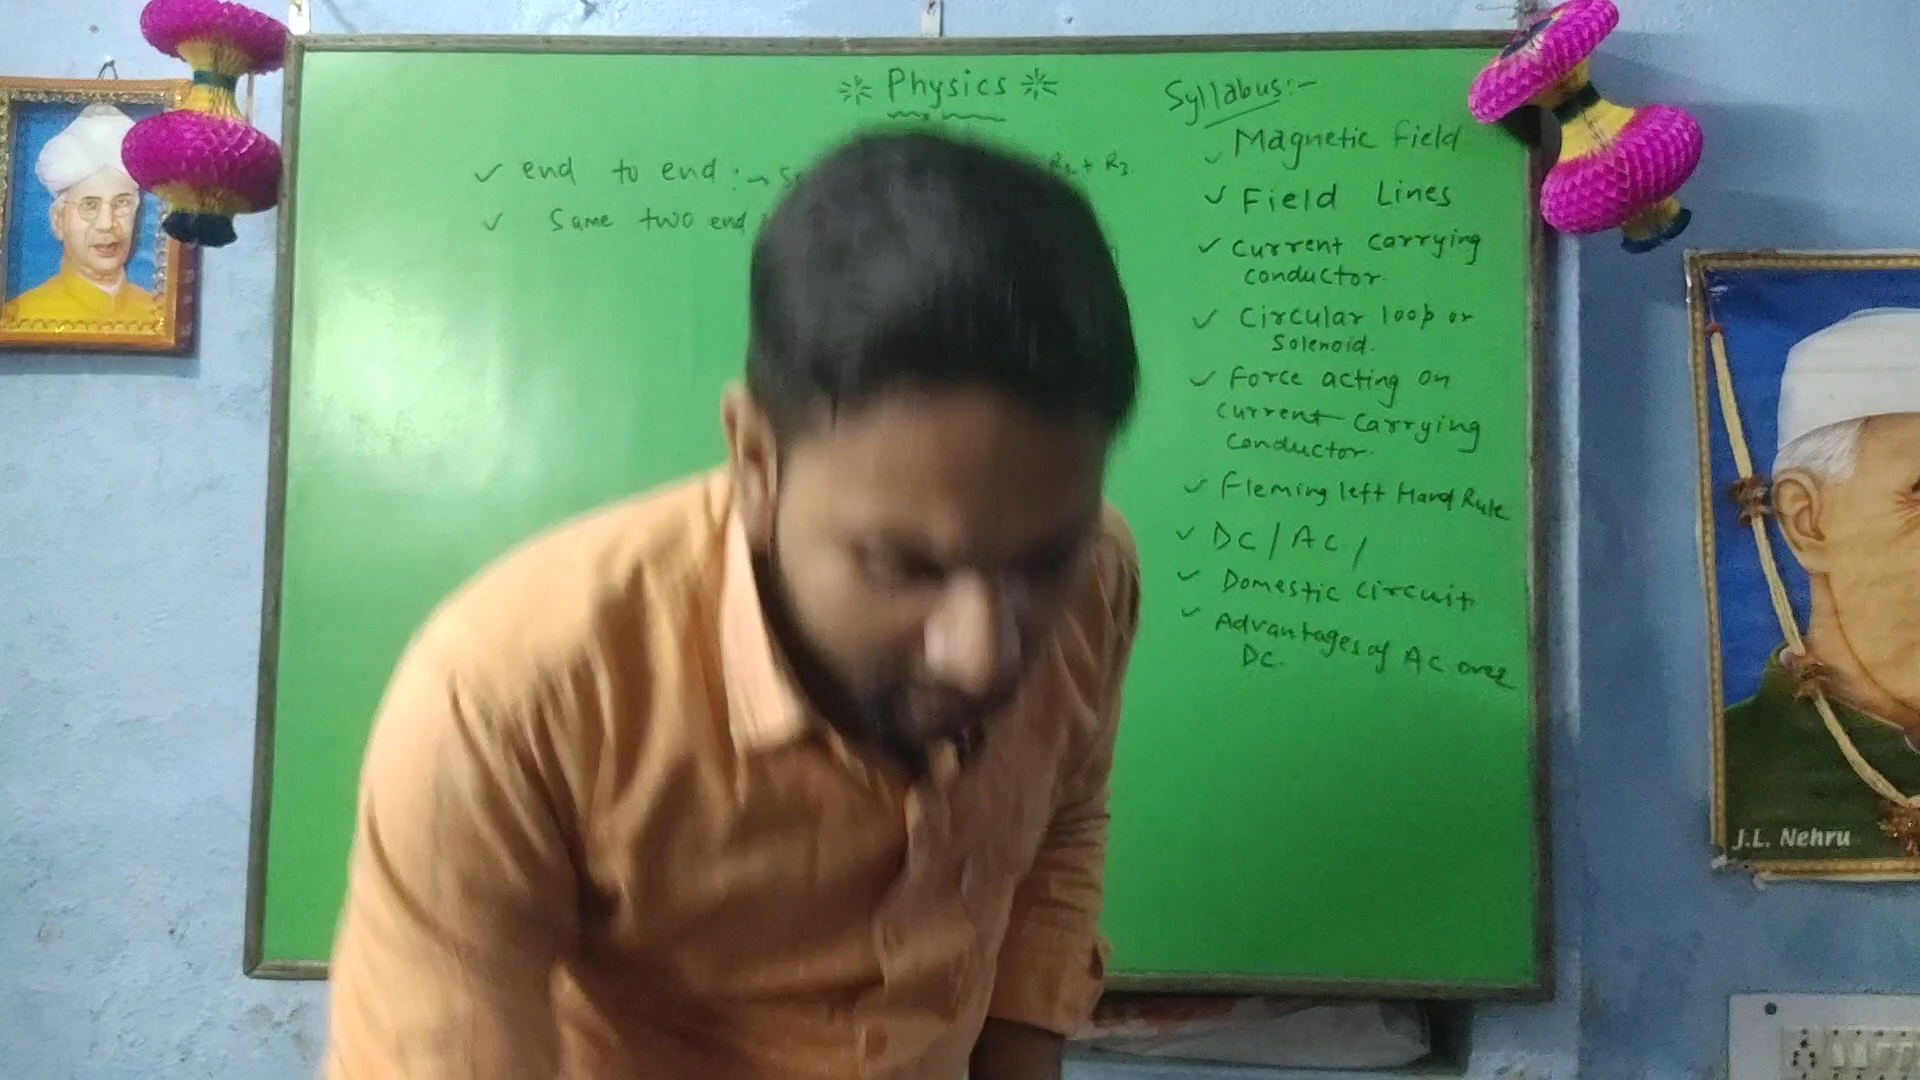 Physics
✓ end to end :→
R₂ + R₃
✓ Same two end
Syllabus:-
✓ Magnetic Field
✓ Field Lines
✓ Current Carrying
conductor.
✓ Circular loop or
Solenoid.
✓ Force acting on
current carrying
conductor.
✓ Fleming left Hand Rule
✓ DC / AC /
✓ Domestic circuit
✓ Advantages of AC over
DC.
J.L. Nehru